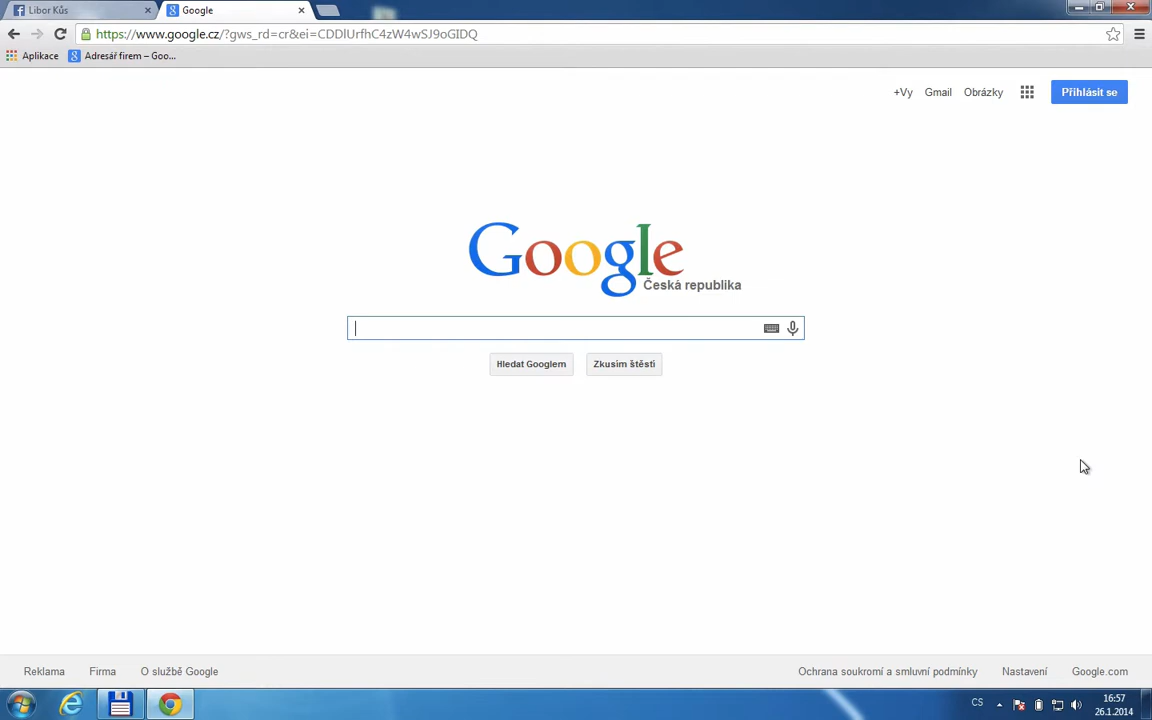 Libor Kůs
Google
https://www.google.cz/?gws_rd=cr&ei=CDDlUrfhC4zW4wSJ9oGIDQ
Aplikace
Adresář firem – Goo...
+Vy
Gmail
Obrázky
Přihlásit se
Google
Česká republika
Hledat Googlem
Zkusím štěstí
Reklama
Firma
O službě Google
Ochrana soukromí a smluvní podmínky
Nastavení
Google.com
CS
16:57
26.1.2014